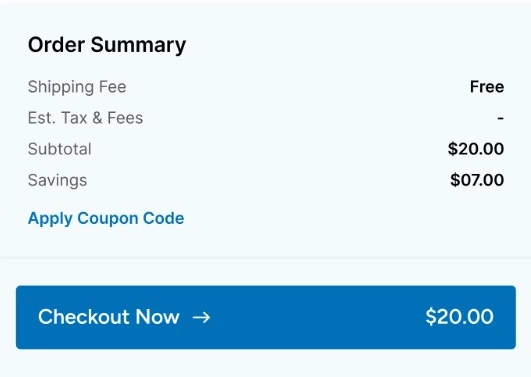 Order Summary
Shipping Fee Free
Est. Tax & Fees -
Subtotal $20.00
Savings $07.00
Apply Coupon Code
Checkout Now → $20.00